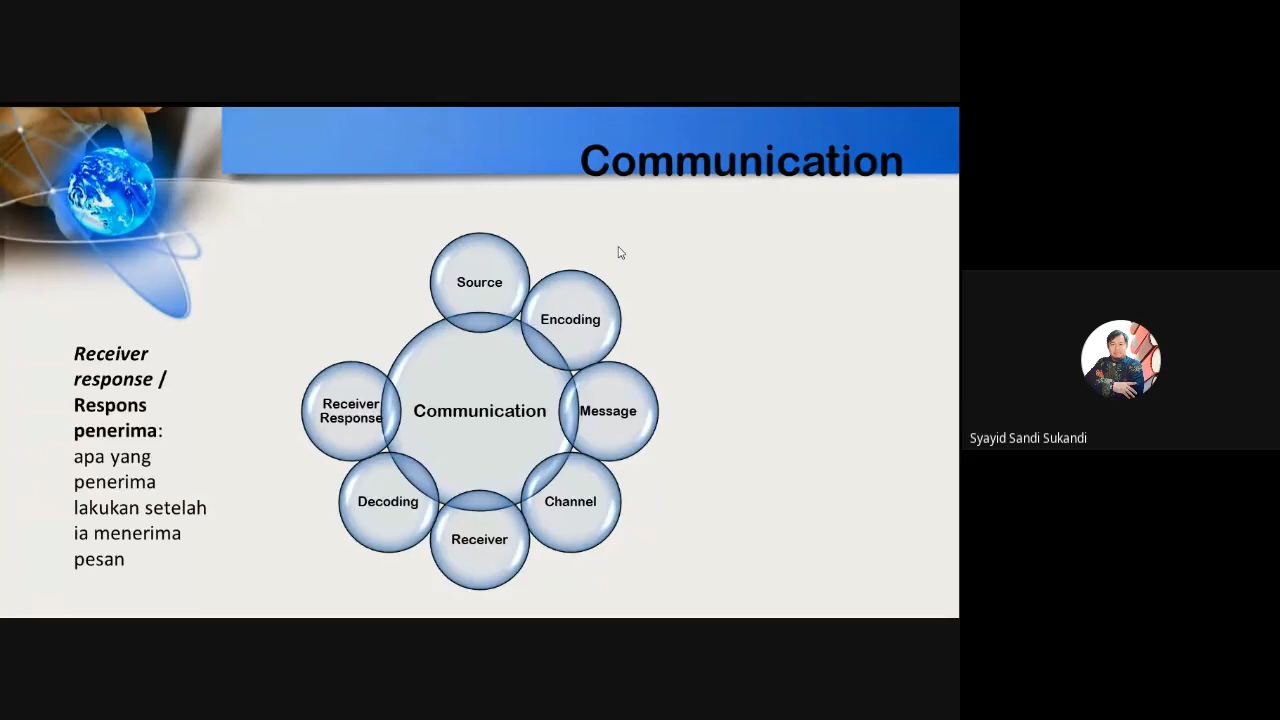 Communication
Source
Encoding
Receiver
response /
Respons
penerima:
apa yang
penerima
lakukan setelah
ia menerima
pesan
Receiver
Response
Communication
Message
Decoding
Channel
Receiver
Syayid Sandi Sukandi